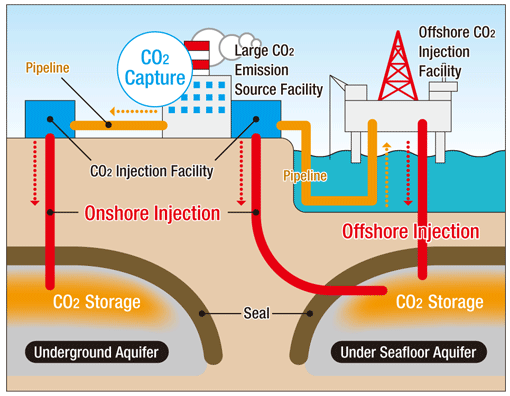 CO2
Capture
Pipeline
Large CO2
Emission
Source Facility
Offshore CO2
Injection
Facility
CO2 Injection Facility
Pipeline
Onshore Injection
Offshore Injection
CO2 Storage
CO2 Storage
Seal
Underground Aquifer
Under Seafloor Aquifer